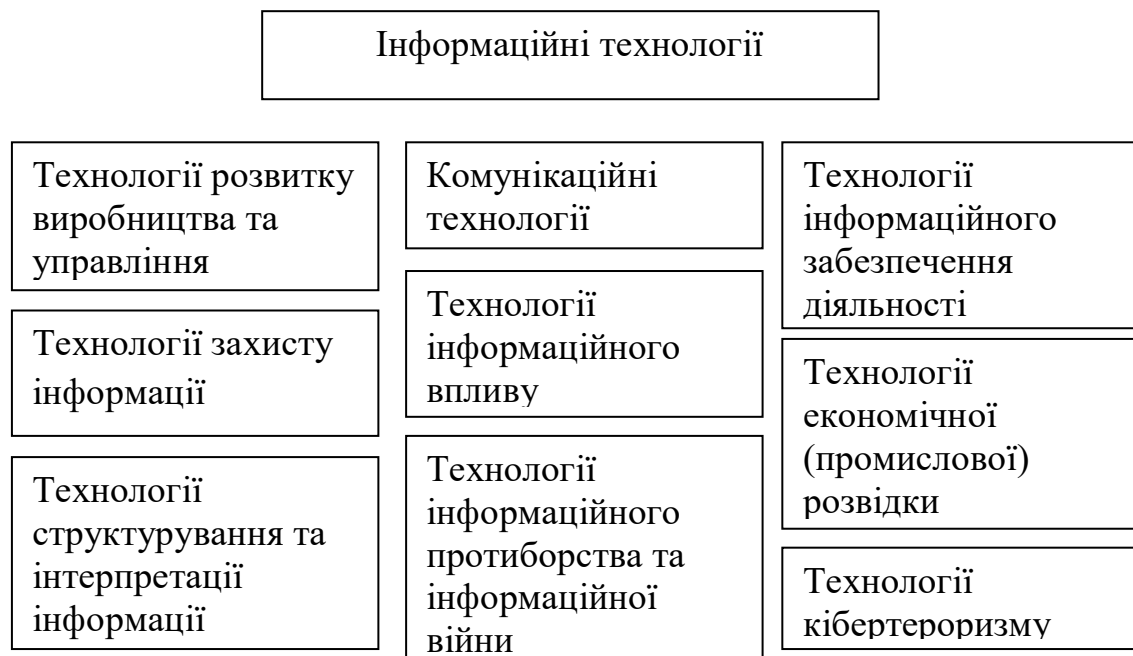 Інформаційні технології
Технології розвитку
виробництва та
управління
Технології захисту
інформації
Технології
структурування та
інтерпретації
інформації
Комунікаційні
технології
Технології
інформаційного
впливу
Технології
інформаційного
протиборства та
інформаційної
війни
Технології
інформаційного
забезпечення
діяльності
Технології
економічної
(промислової)
розвідки
Технології
кібертероризму